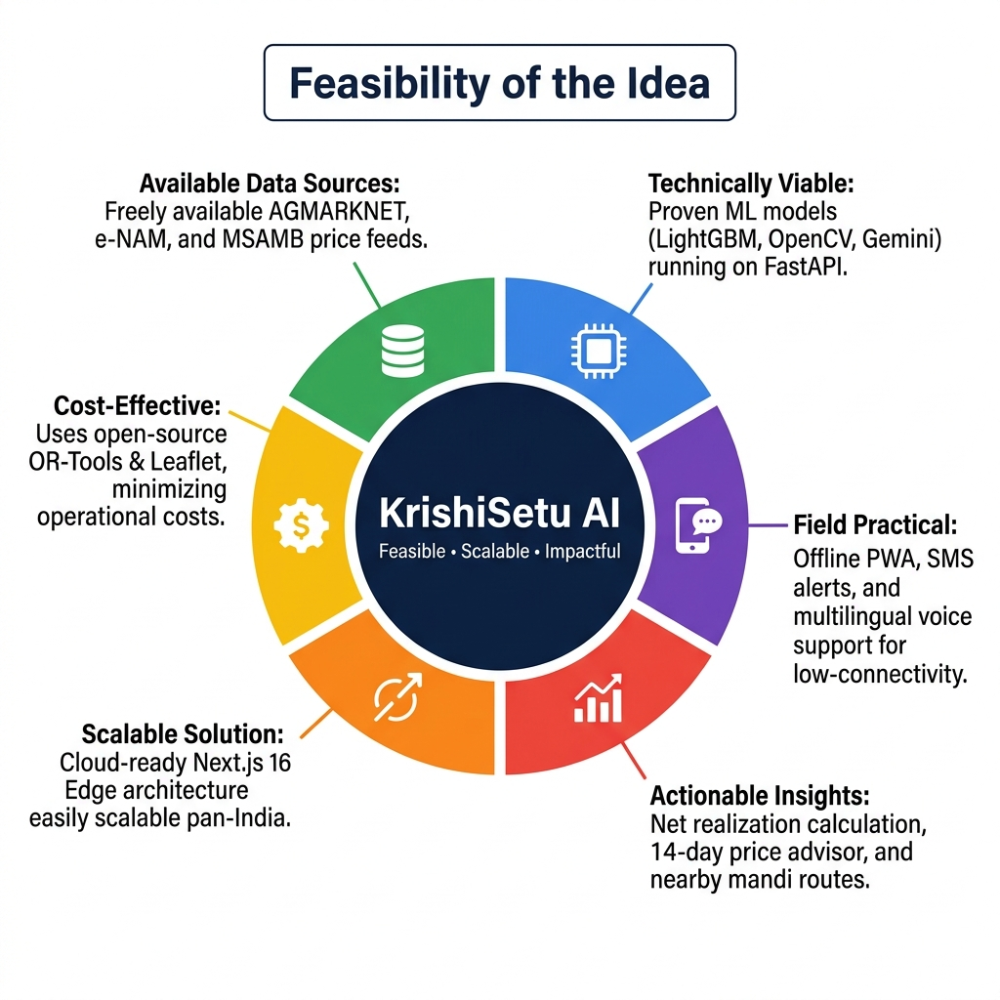 Feasibility of the Idea
Available Data Sources:
Freely available AGMARKNET,
e-NAM, and MSAMB price feeds.
Technically Viable:
Proven ML models
(LightGBM, OpenCV, Gemini)
running on FastAPI.
Cost-Effective:
Uses open-source
OR-Tools & Leaflet,
minimizing
operational costs.
$
KrishiSetu AI
Feasible • Scalable • Impactful
Field Practical:
Offline PWA, SMS
alerts, and
multilingual voice
support for
low-connectivity.
Scalable Solution:
Cloud-ready Next.js 16
Edge architecture
easily scalable pan-India.
Actionable Insights:
Net realization calculation,
14-day price advisor, and
nearby mandi routes.